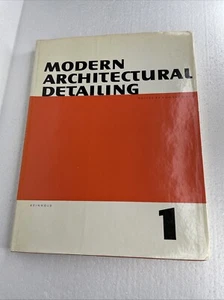 MODERN
ARCHITECTURAL
DETAILING
1